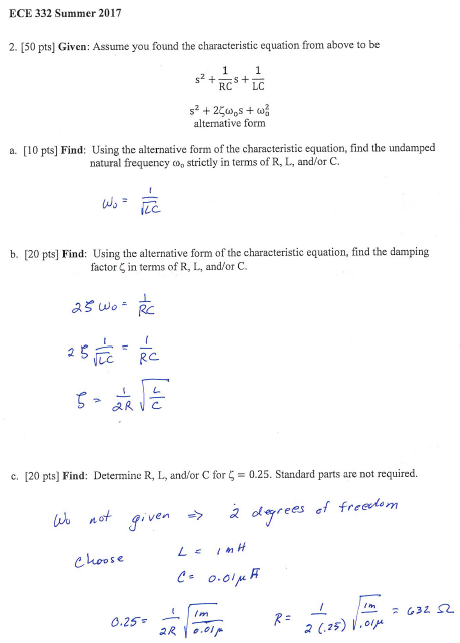 ECE 332 Summer 2017
2. [50 pts] Given: Assume you found the characteristic equation from above to be
s² + 1/RC s + 1/LC
s² + 2ζω₀s + ω₀²
alternative form
a. [10 pts] Find: Using the alternative form of the characteristic equation, find the undamped
natural frequency ω₀ strictly in terms of R, L, and/or C.
ω₀ = 1/√LC
b. [20 pts] Find: Using the alternative form of the characteristic equation, find the damping
factor ζ in terms of R, L, and/or C.
2ζω₀ = 1/RC
2ζ 1/√LC = 1/RC
ζ = 1/2R √L/C
c. [20 pts] Find: Determine R, L, and/or C for ζ = 0.25. Standard parts are not required.
ω₀ not given ⇒ 2 degrees of freedom
choose L = 1mH
C = 0.01μF
0.25 = 1/2R √1m/0.01μ R = 1/2(.25) √1m/.01μ = 632 Ω